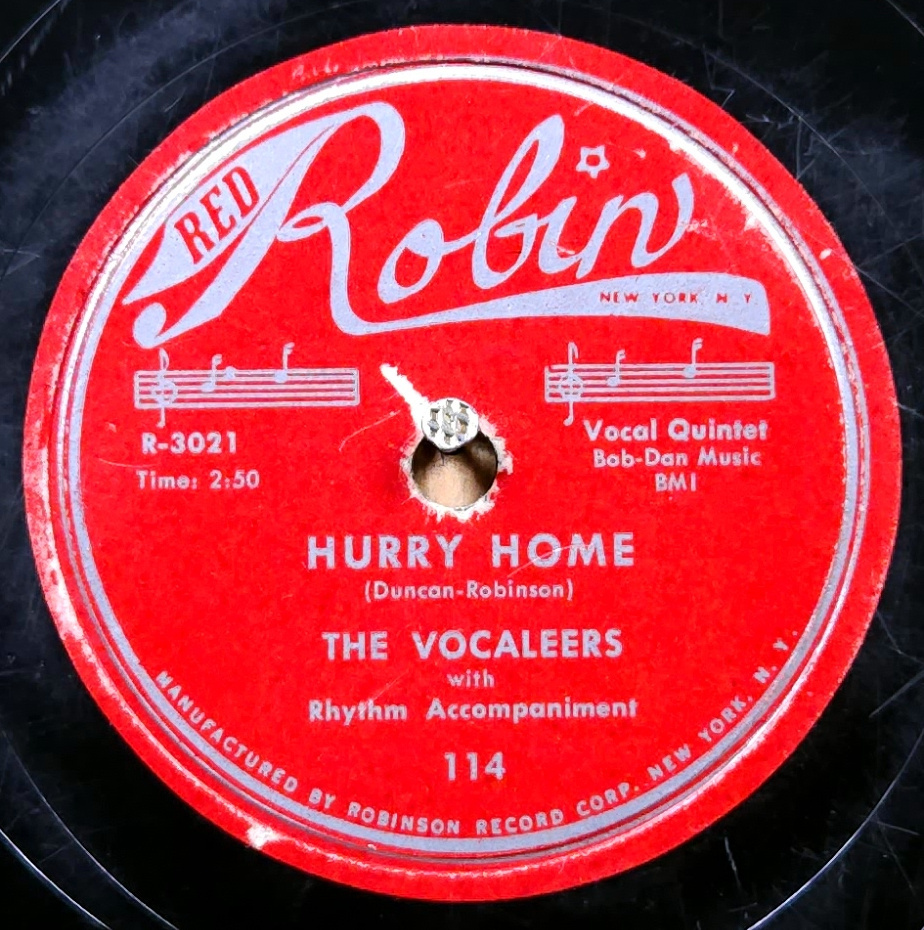 RED
Robin
NEW YORK, N Y
R-3021
Time: 2:50
Vocal Quintet
Bob-Dan Music
BMI
HURRY HOME
(Duncan-Robinson)
THE VOCALEERS
with
Rhythm Accompaniment
114
MANUFACTURED BY ROBINSON RECORD CORP. NEW YORK, N. Y.